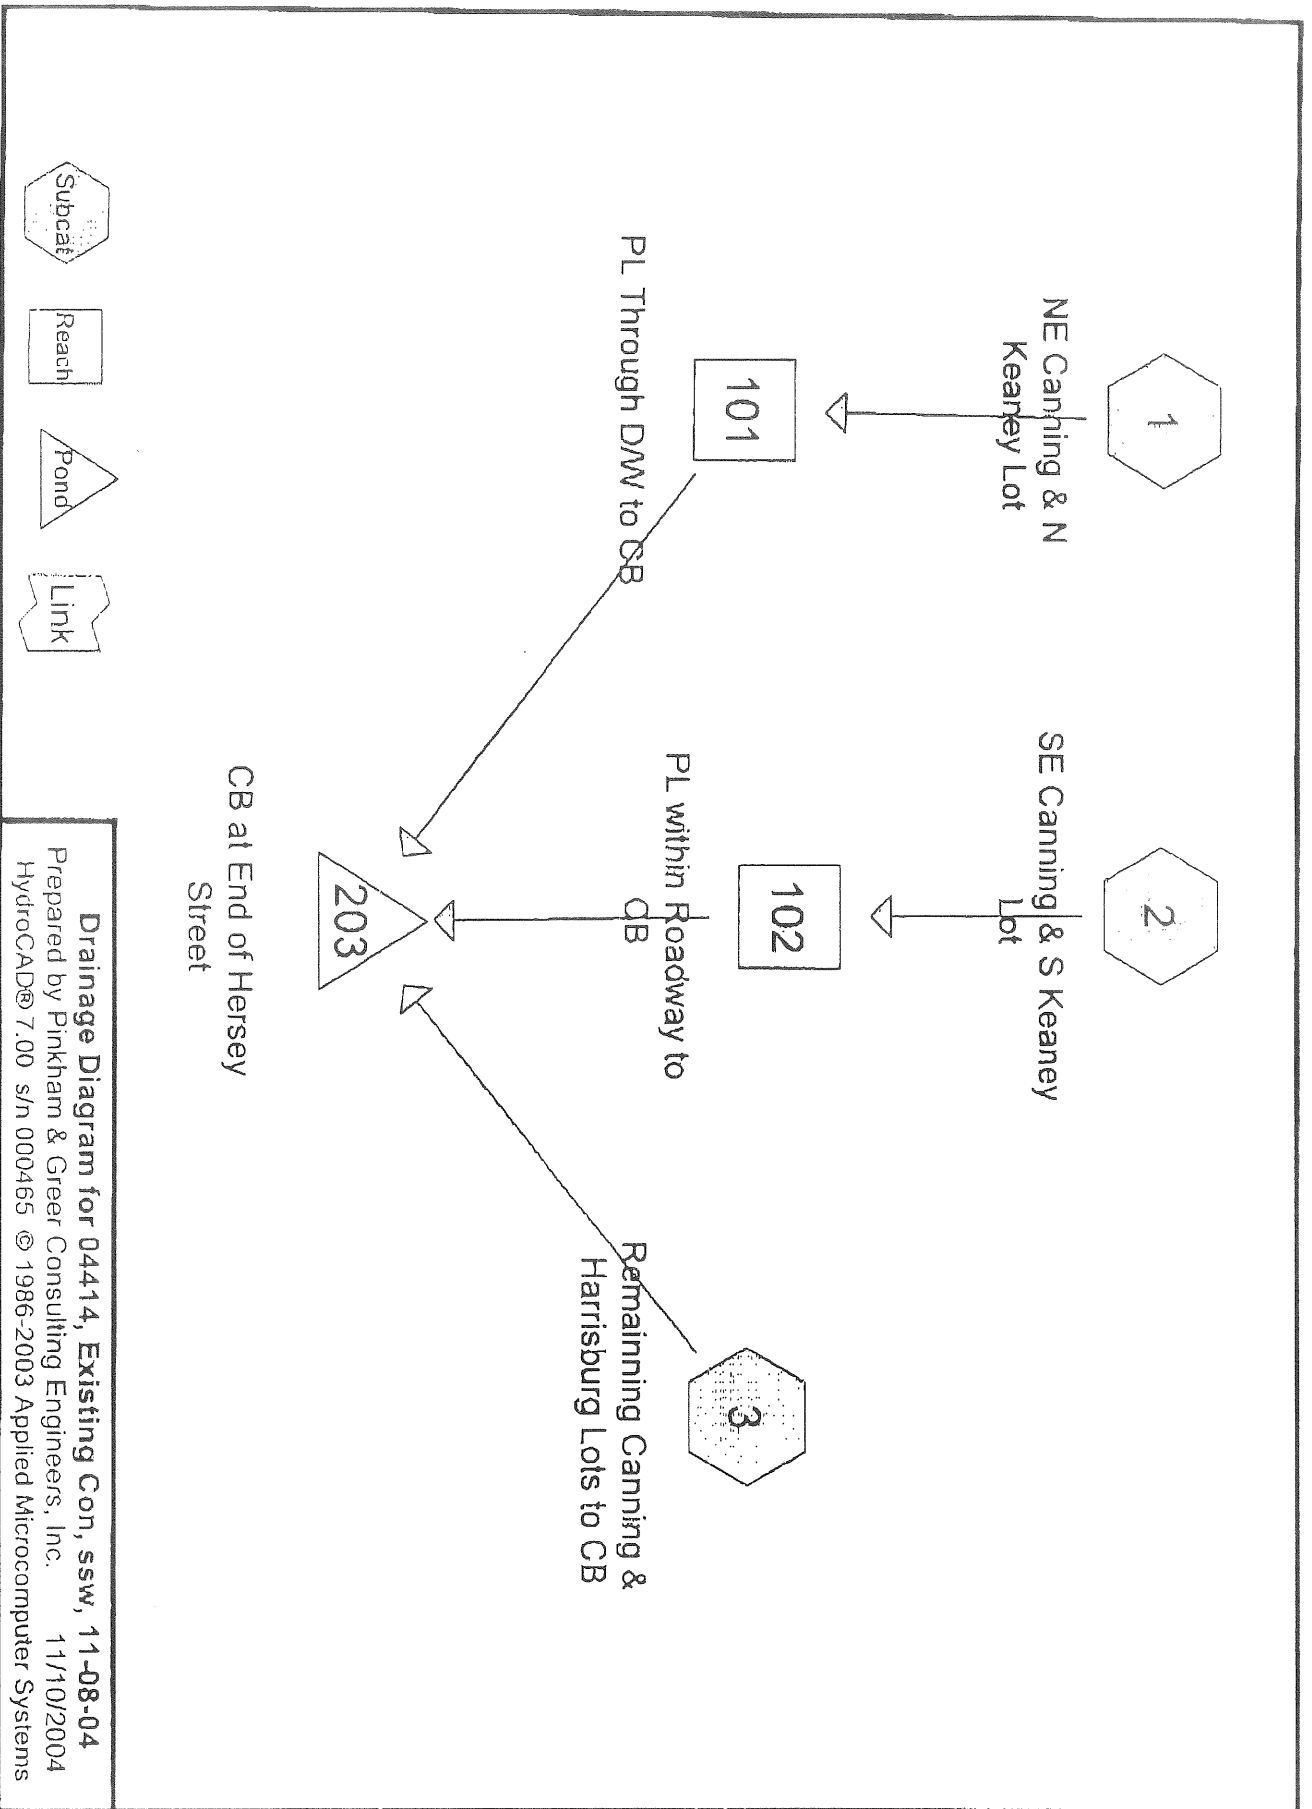 1
NE Canning & N
Keaney Lot
2
SE Canning & S Keaney
Lot
101
PL Through D/W to CB
102
PL within Roadway to
CB
3
Remainning Canning &
Harrisburg Lots to CB
203
CB at End of Hersey
Street
Subcat
Reach
Pond
Link
Drainage Diagram for 04414, Existing Con, ssw, 11-08-04
Prepared by Pinkham & Greer Consulting Engineers, Inc. 11/10/2004
HydroCAD® 7.00 s/n 000465 © 1986-2003 Applied Microcomputer Systems